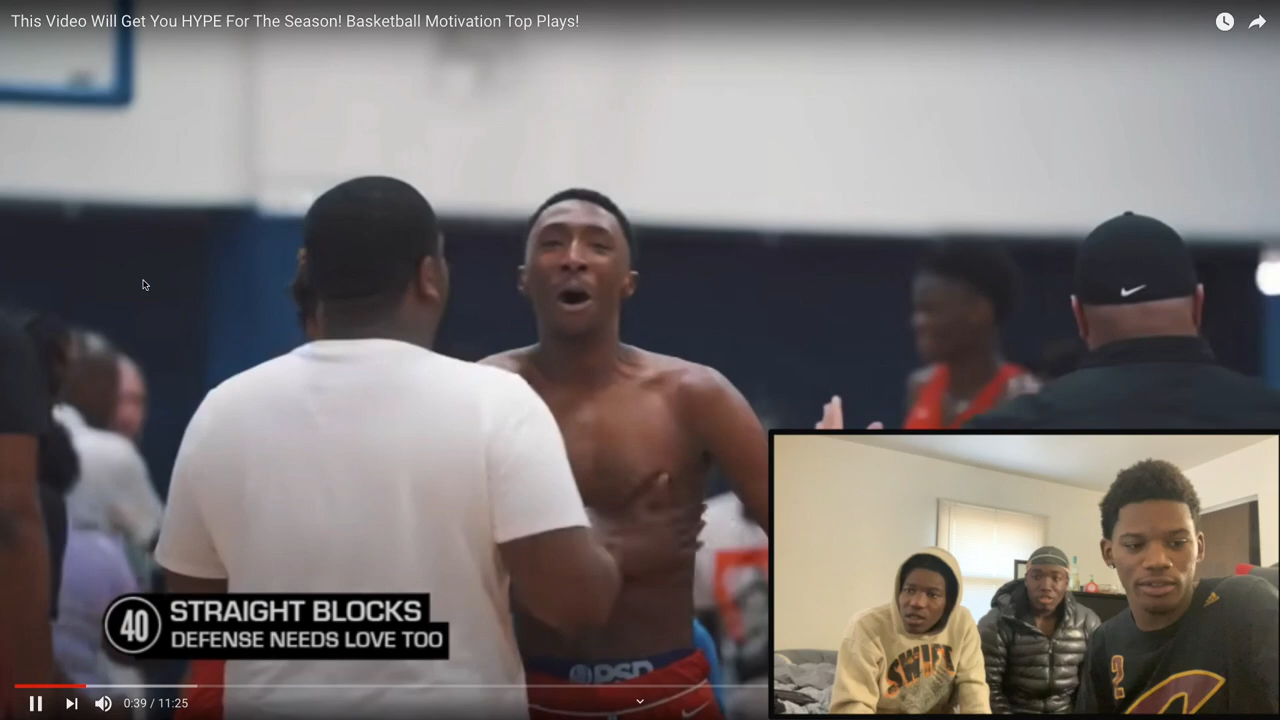 This Video Will Get You HYPE For The Season! Basketball Motivation Top Plays!
40
STRAIGHT BLOCKS
DEFENSE NEEDS LOVE TOO
PSD
SWIFT
2
0:39 / 11:25